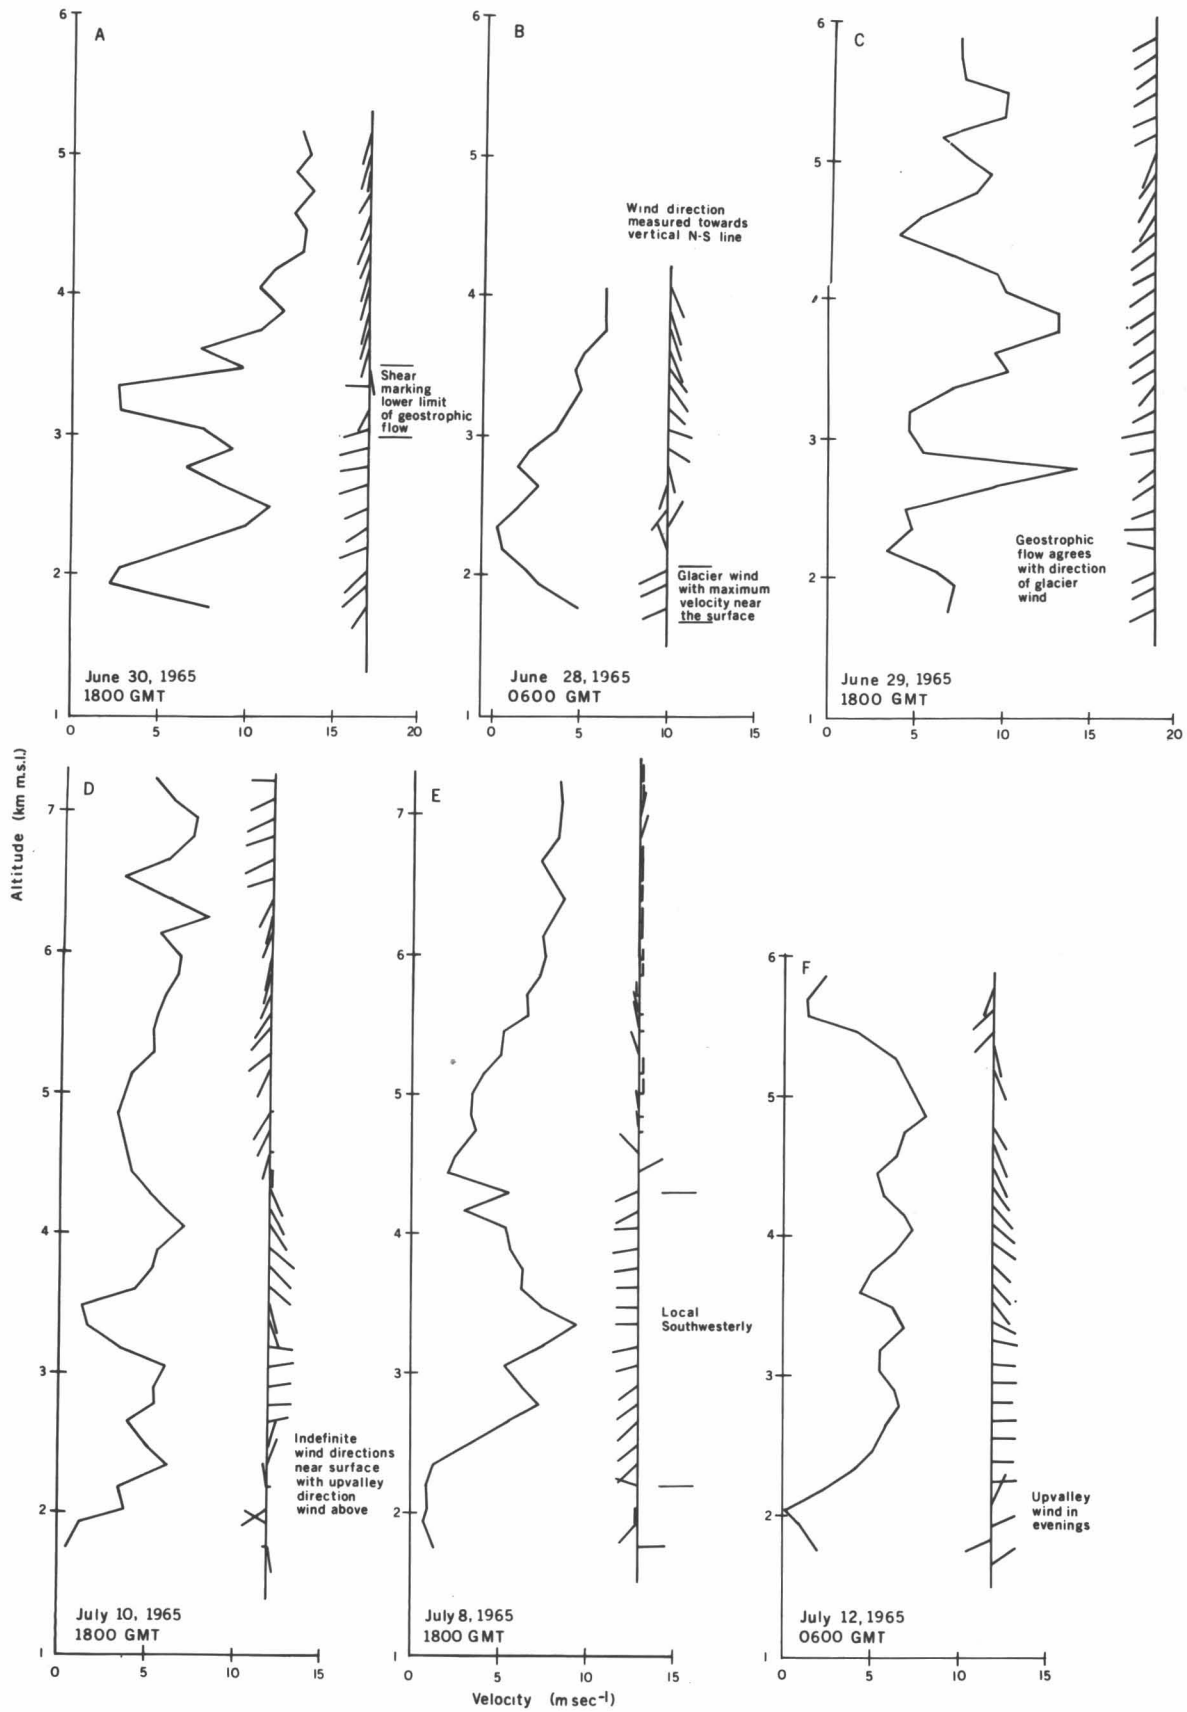 A
6
5
4
3
2
1
0
5
10
15
20
Shear
marking
lower limit
of geostrophic
flow
June 30, 1965
1800 GMT
B
6
5
4
3
2
1
0
5
10
15
Wind direction
measured towards
vertical N-S line
Glacier wind
with maximum
velocity near
the surface
June 28, 1965
0600 GMT
C
6
5
4
3
2
1
0
5
10
15
20
Geostrophic
flow agrees
with direction
of glacier
wind
June 29, 1965
1800 GMT
Altitude (km m.s.l.)
D
7
6
5
4
3
2
1
0
5
10
15
Indefinite
wind directions
near surface
with upvalley
direction
wind above
July 10, 1965
1800 GMT
E
7
6
5
4
3
2
1
0
5
10
15
Local
Southwesterly
July 8, 1965
1800 GMT
F
6
5
4
3
2
1
0
5
10
15
Upvalley
wind in
evenings
July 12, 1965
0600 GMT
Velocity (m sec⁻¹)